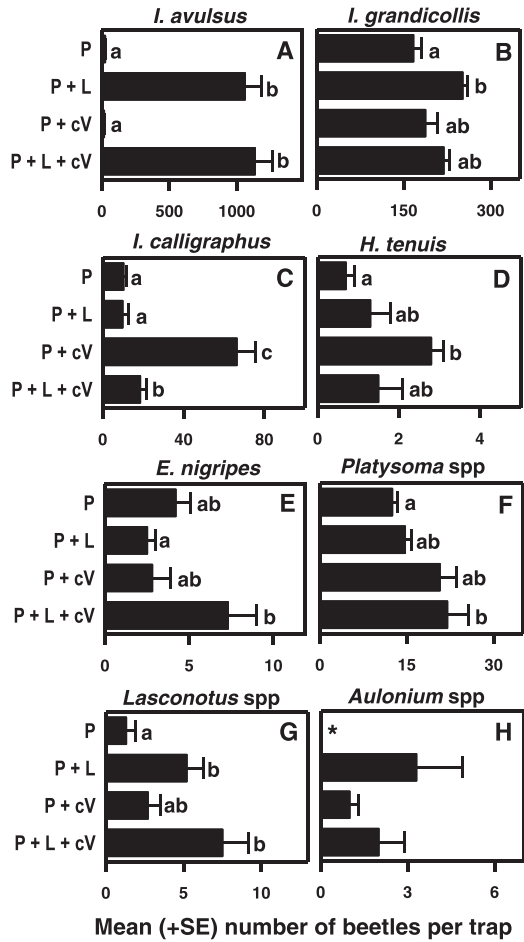 I. avulsus I. grandicollis
P a A a B
P + L b b
P + cV a ab
P + L + cV b ab
0 500 1000 0 150 300
I. calligraphus H. tenuis
P a C a D
P + L a ab
P + cV c b
P + L + cV b ab
0 40 80 0 2 4
E. nigripes Platysoma spp
P ab E a F
P + L a ab
P + cV ab ab
P + L + cV b b
0 5 10 0 15 30
Lasconotus spp Aulonium spp
P a G * H
P + L b
P + cV ab
P + L + cV b
0 5 10 0 3 6
Mean (+SE) number of beetles per trap